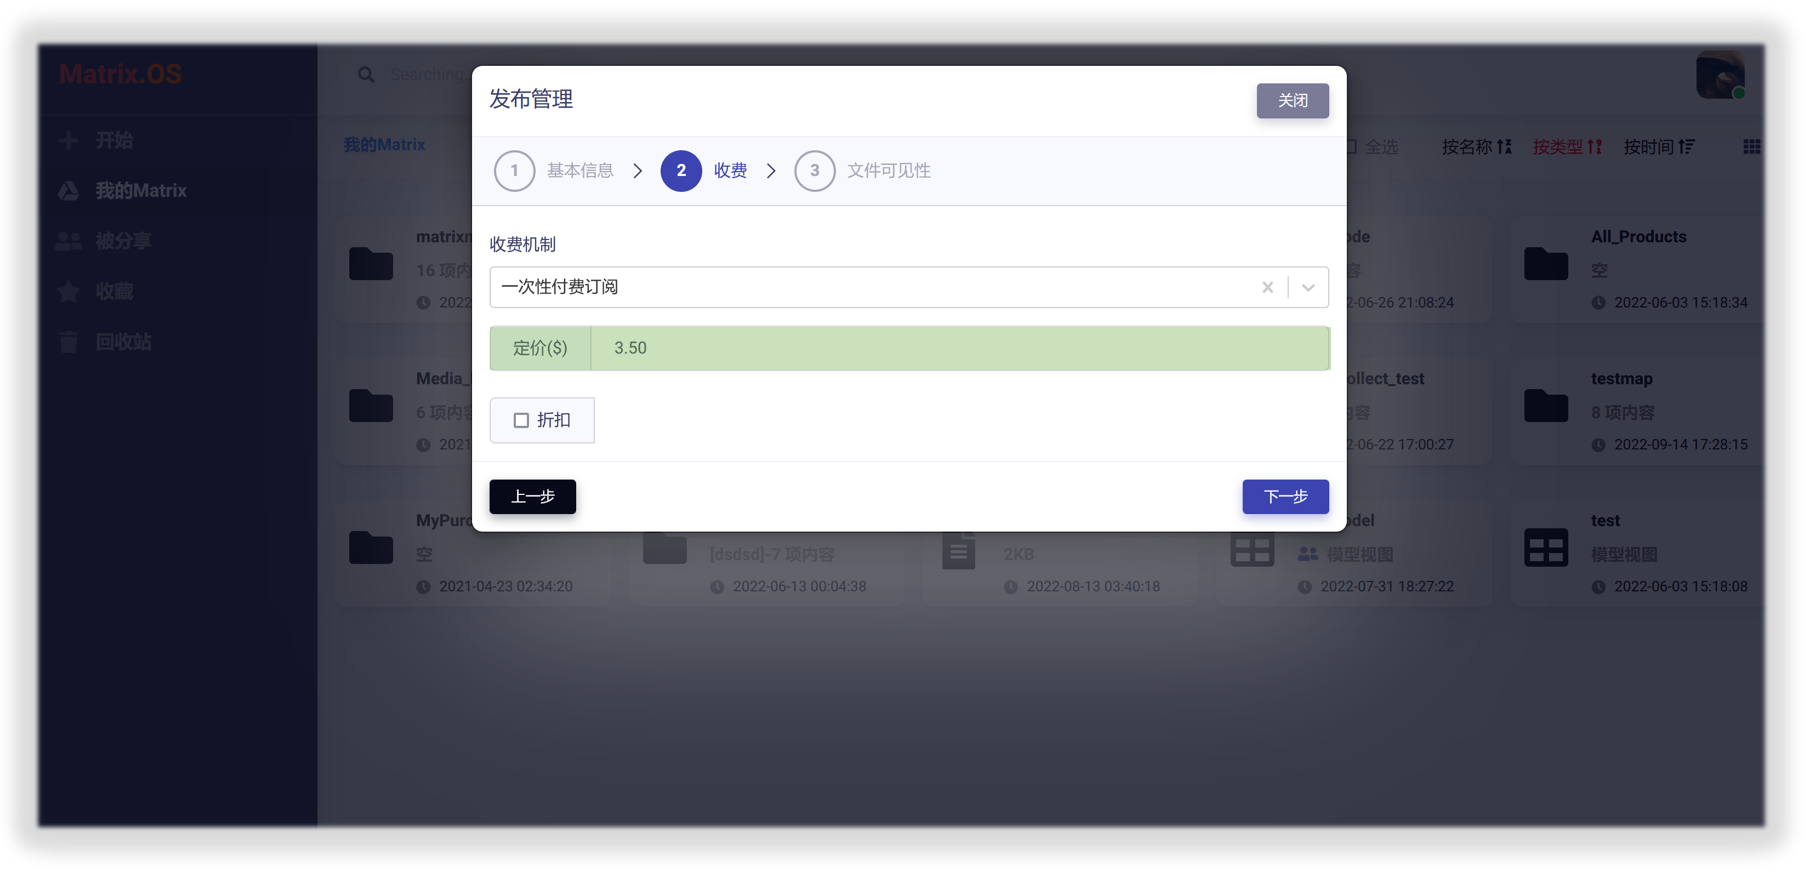 Matrix.OS
Searching
开始
我的Matrix
被分享
收藏
回收站
我的Matrix
全选
按名称
按类型
按时间
发布管理
关闭
1 基本信息
2 收费
3 文件可见性
收费机制
一次性付费订阅
定价($) 3.50
折扣
上一步
下一步
matrixm
16 项内
2022
ode
容
2-06-26 21:08:24
All_Products
空
2022-06-03 15:18:34
Media_
6 项内容
2021
ollect_test
内容
2-06-22 17:00:27
testmap
8 项内容
2022-09-14 17:28:15
MyPurc
空
2021-04-23 02:34:20
[dsdsd]-7 项内容
2022-06-13 00:04:38
2KB
2022-08-13 03:40:18
odel
模型视图
2022-07-31 18:27:22
test
模型视图
2022-06-03 15:18:08